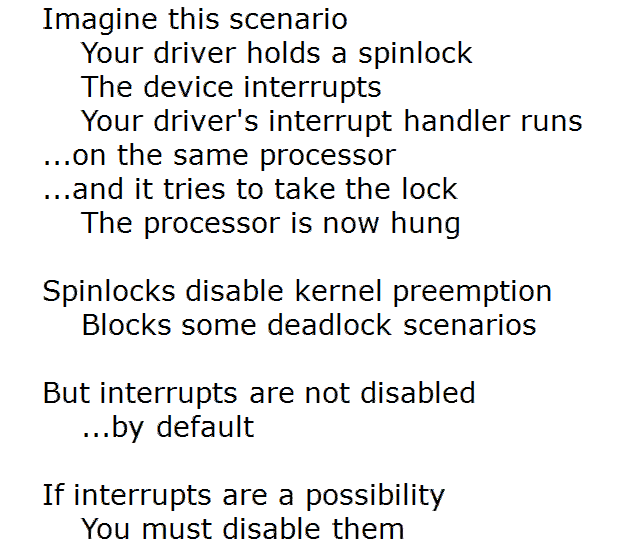 Imagine this scenario
Your driver holds a spinlock
The device interrupts
Your driver's interrupt handler runs
...on the same processor
...and it tries to take the lock
The processor is now hung
Spinlocks disable kernel preemption
Blocks some deadlock scenarios
But interrupts are not disabled
...by default
If interrupts are a possibility
You must disable them